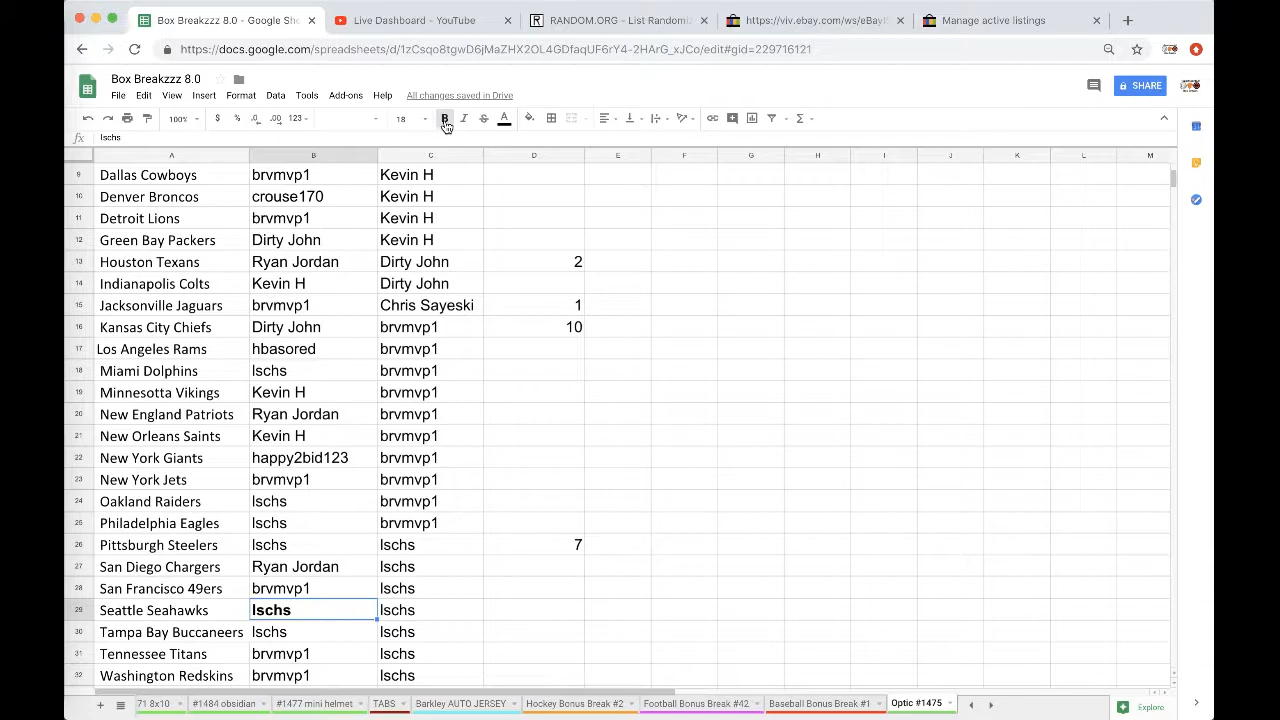 Box Breakzzz 8.0 - Google She
Live Dashboard - YouTube
RANDOM.ORG - List Randomiz
https://www.ebay.com/ws/eBay
Manage active listings
https://docs.google.com/spreadsheets/d/
Box Breakzzz 8.0
SHARE
File Edit View Insert Format Data Tools Add-ons Help All changes saved in Drive
100% $ % .0 .00 123 18 B I S A
fx lschs
A B C D E F G H I J K L M
9 Dallas Cowboys brvmvp1 Kevin H
10 Denver Broncos crouse170 Kevin H
11 Detroit Lions brvmvp1 Kevin H
12 Green Bay Packers Dirty John Kevin H
13 Houston Texans Ryan Jordan Dirty John 2
14 Indianapolis Colts Kevin H Dirty John
15 Jacksonville Jaguars brvmvp1 Chris Sayeski 1
16 Kansas City Chiefs Dirty John brvmvp1 10
17 Los Angeles Rams hbasored brvmvp1
18 Miami Dolphins lschs brvmvp1
19 Minnesotta Vikings Kevin H brvmvp1
20 New England Patriots Ryan Jordan brvmvp1
21 New Orleans Saints Kevin H brvmvp1
22 New York Giants happy2bid123 brvmvp1
23 New York Jets brvmvp1 brvmvp1
24 Oakland Raiders lschs brvmvp1
25 Philadelphia Eagles lschs brvmvp1
26 Pittsburgh Steelers lschs lschs 7
27 San Diego Chargers Ryan Jordan lschs
28 San Francisco 49ers brvmvp1 lschs
29 Seattle Seahawks lschs lschs
30 Tampa Bay Buccaneers lschs lschs
31 Tennessee Titans brvmvp1 lschs
32 Washington Redskins brvmvp1 lschs
71 8x10 #1484 obsidian #1477 mini helmet TABS Barkley AUTO JERSEY Hockey Bonus Break #2 Football Bonus Break #42 Baseball Bonus Break #1 Optic #1475 Explore